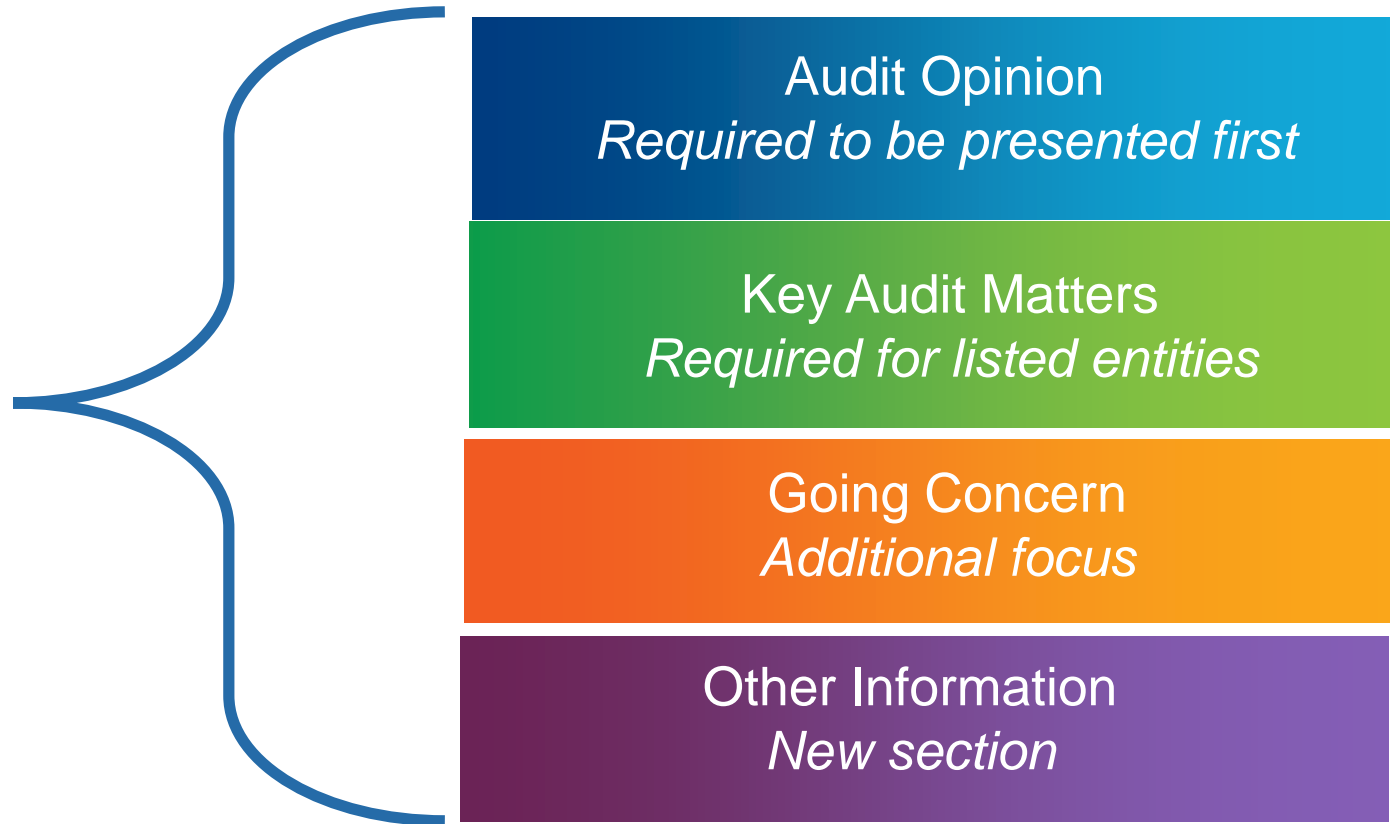 Audit Opinion
Required to be presented first
Key Audit Matters
Required for listed entities
Going Concern
Additional focus
Other Information
New section